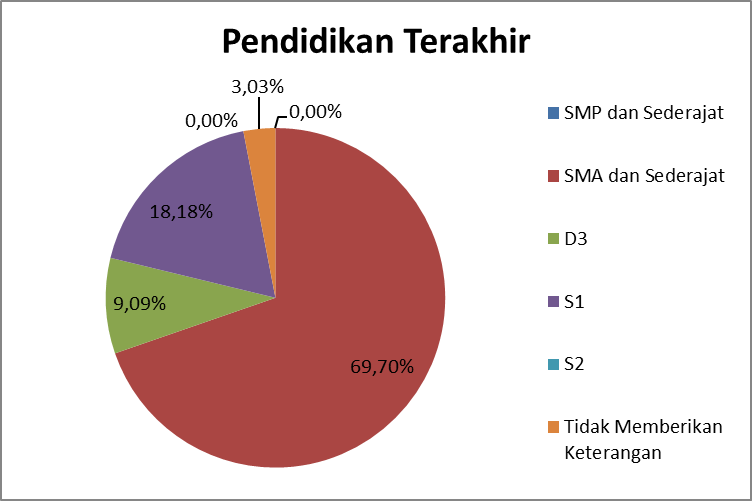 Pendidikan Terakhir
3,03%
0,00%
0,00%
18,18%
9,09%
69,70%
SMP dan Sederajat
SMA dan Sederajat
D3
S1
S2
Tidak Memberikan
Keterangan